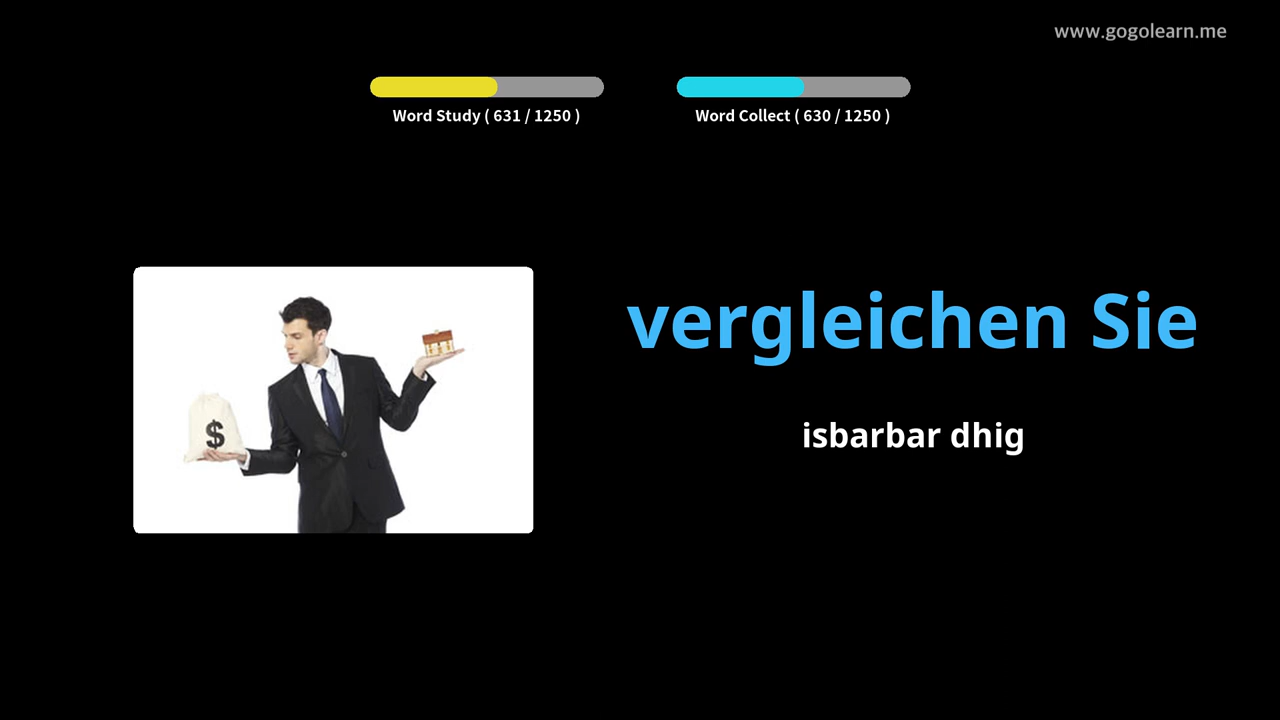 www.gogolearn.me
Word Study ( 631 / 1250 )
Word Collect ( 630 / 1250 )
vergleichen Sie
isbarbar dhig
$